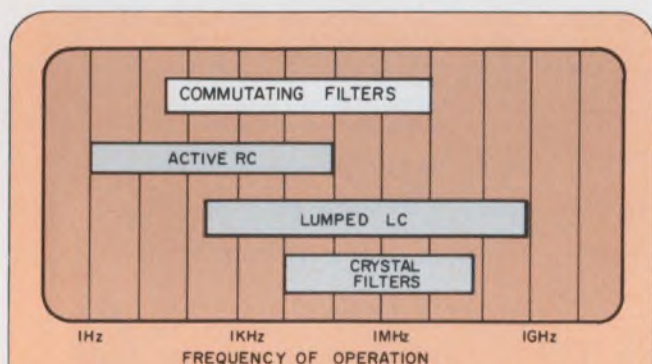 COMMUTATING FILTERS
ACTIVE RC
LUMPED LC
CRYSTAL
FILTERS
1Hz 1KHz 1MHz 1GHz
FREQUENCY OF OPERATION